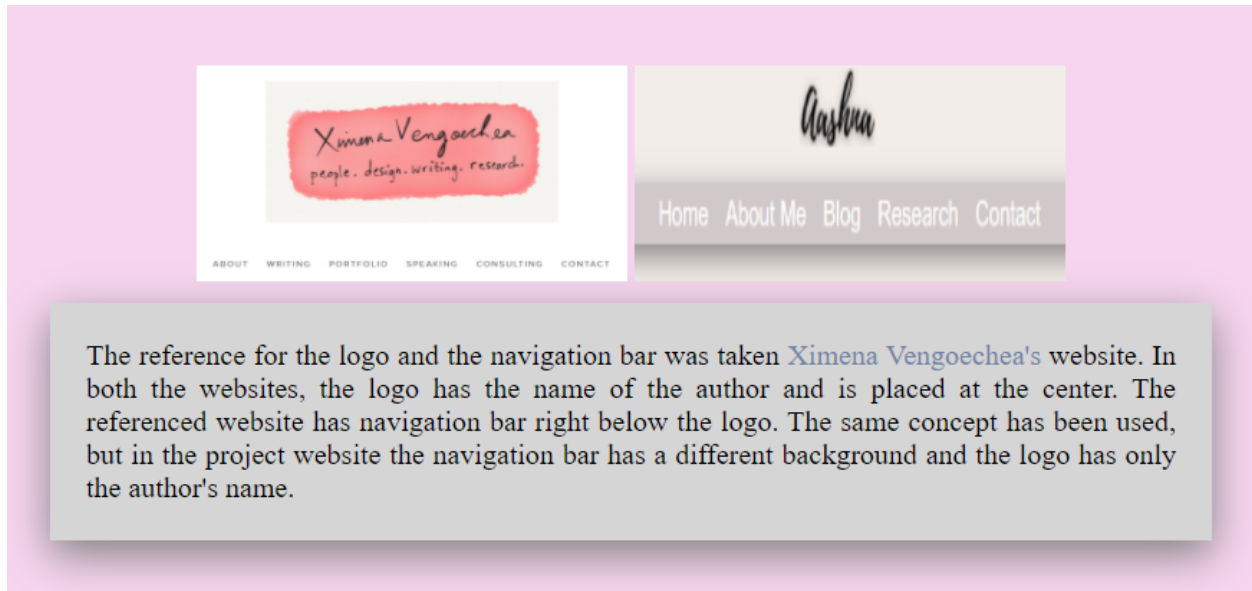 Ximena Vengoechea
people. design. writing. research.
ABOUT WRITING PORTFOLIO SPEAKING CONSULTING CONTACT
Aashna
Home About Me Blog Research Contact
The reference for the logo and the navigation bar was taken Ximena Vengoechea's website. In
both the websites, the logo has the name of the author and is placed at the center. The
referenced website has navigation bar right below the logo. The same concept has been used,
but in the project website the navigation bar has a different background and the logo has only
the author's name.